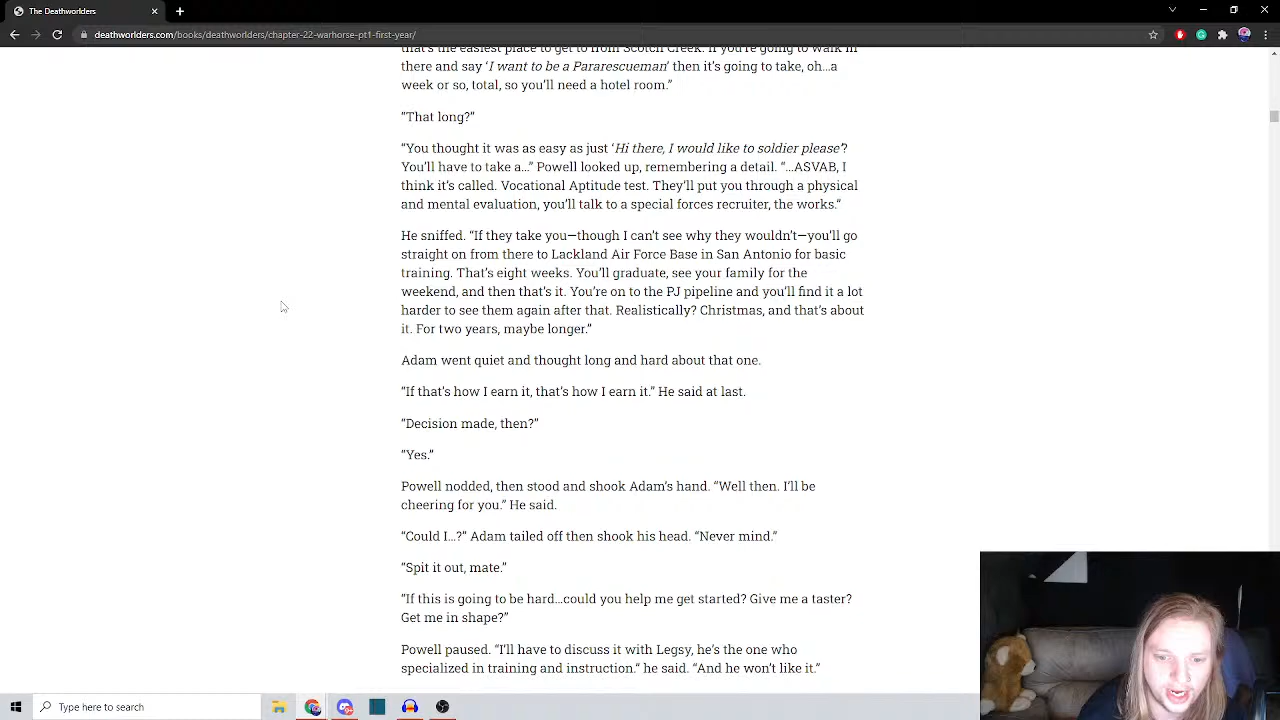 The Deathworlders
deathworlders.com/books/deathworlders/chapter-22-warhorse-pt1-first-year/
that's the easiest place to get to from Scotch Creek. If you're going to walk in
there and say ‘I want to be a Pararescueman’ then it's going to take, oh…a
week or so, total, so you'll need a hotel room.”
“That long?”
“You thought it was as easy as just ‘Hi there, I would like to soldier please’?
You'll have to take a…” Powell looked up, remembering a detail. “…ASVAB, I
think it's called. Vocational Aptitude test. They'll put you through a physical
and mental evaluation, you'll talk to a special forces recruiter, the works.”
He sniffed. “If they take you—though I can't see why they wouldn't—you'll go
straight on from there to Lackland Air Force Base in San Antonio for basic
training. That's eight weeks. You'll graduate, see your family for the
weekend, and then that's it. You're on to the PJ pipeline and you'll find it a lot
harder to see them again after that. Realistically? Christmas, and that's about
it. For two years, maybe longer.”
Adam went quiet and thought long and hard about that one.
“If that's how I earn it, that's how I earn it.” He said at last.
“Decision made, then?”
“Yes.”
Powell nodded, then stood and shook Adam's hand. “Well then. I'll be
cheering for you.” He said.
“Could I…?” Adam tailed off then shook his head. “Never mind.”
“Spit it out, mate.”
“If this is going to be hard…could you help me get started? Give me a taster?
Get me in shape?”
Powell paused. “I'll have to discuss it with Legsy, he's the one who
specialized in training and instruction.“ he said. “And he won't like it.”
Type here to search